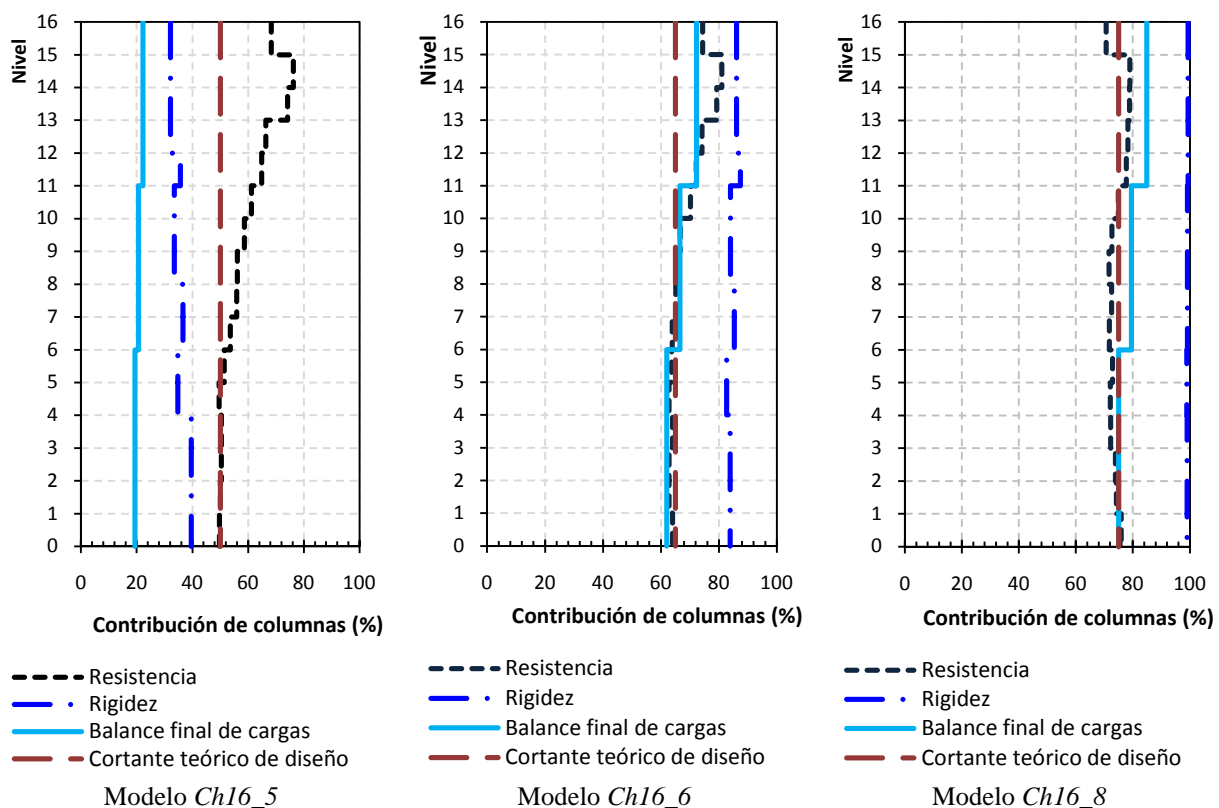 Nivel
16
15
14
13
12
11
10
9
8
7
6
5
4
3
2
1
0
0 20 40 60 80 100
Contribución de columnas (%)
Resistencia
Rigidez
Balance final de cargas
Cortante teórico de diseño
Modelo Ch16_5
Nivel
16
15
14
13
12
11
10
9
8
7
6
5
4
3
2
1
0
0 20 40 60 80 100
Contribución de columnas (%)
Resistencia
Rigidez
Balance final de cargas
Cortante teórico de diseño
Modelo Ch16_6
Nivel
16
15
14
13
12
11
10
9
8
7
6
5
4
3
2
1
0
0 20 40 60 80 100
Contribución de columnas (%)
Resistencia
Rigidez
Balance final de cargas
Cortante teórico de diseño
Modelo Ch16_8